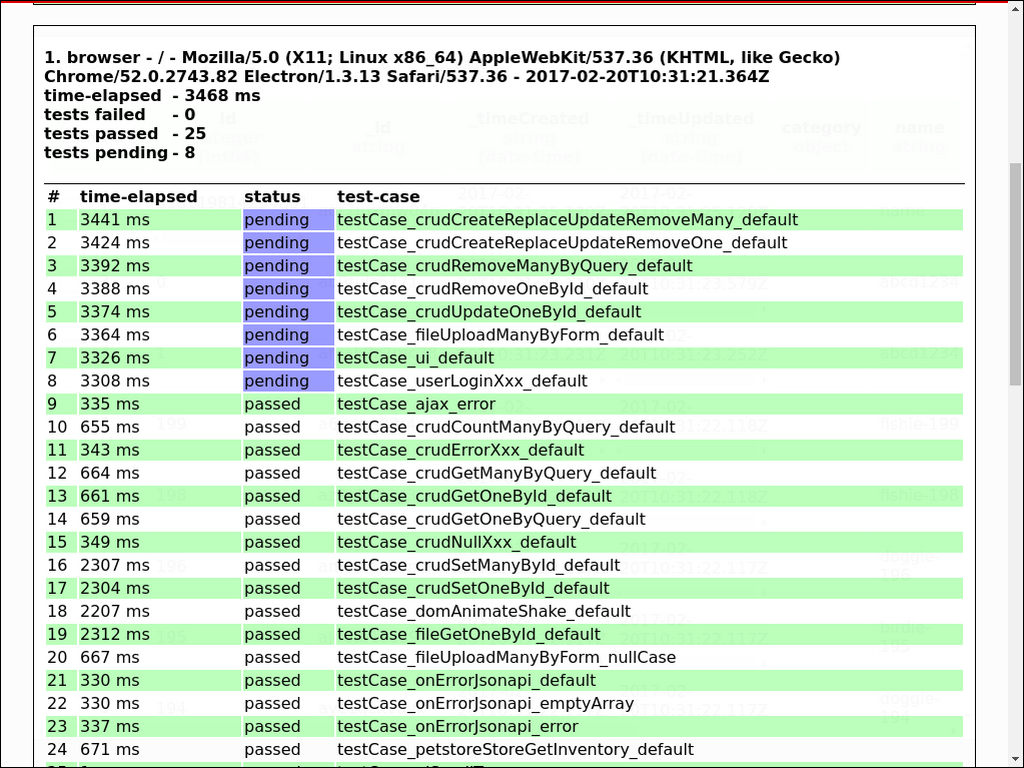 1. browser - / - Mozilla/5.0 (X11; Linux x86_64) AppleWebKit/537.36 (KHTML, like Gecko)
Chrome/52.0.2743.82 Electron/1.3.13 Safari/537.36 - 2017-02-20T10:31:21.364Z
time-elapsed - 3468 ms
tests failed - 0
tests passed - 25
tests pending - 8
# time-elapsed status test-case
1 3441 ms pending testCase_crudCreateReplaceUpdateRemoveMany_default
2 3424 ms pending testCase_crudCreateReplaceUpdateRemoveOne_default
3 3392 ms pending testCase_crudRemoveManyByQuery_default
4 3388 ms pending testCase_crudRemoveOneById_default
5 3374 ms pending testCase_crudUpdateOneById_default
6 3364 ms pending testCase_fileUploadManyByForm_default
7 3326 ms pending testCase_ui_default
8 3308 ms pending testCase_userLoginXxx_default
9 335 ms passed testCase_ajax_error
10 655 ms passed testCase_crudCountManyByQuery_default
11 343 ms passed testCase_crudErrorXxx_default
12 664 ms passed testCase_crudGetManyByQuery_default
13 661 ms passed testCase_crudGetOneById_default
14 659 ms passed testCase_crudGetOneByQuery_default
15 349 ms passed testCase_crudNullXxx_default
16 2307 ms passed testCase_crudSetManyById_default
17 2304 ms passed testCase_crudSetOneById_default
18 2207 ms passed testCase_domAnimateShake_default
19 2312 ms passed testCase_fileGetOneById_default
20 667 ms passed testCase_fileUploadManyByForm_nullCase
21 330 ms passed testCase_onErrorJsonapi_default
22 330 ms passed testCase_onErrorJsonapi_emptyArray
23 337 ms passed testCase_onErrorJsonapi_error
24 671 ms passed testCase_petstoreStoreGetInventory_default